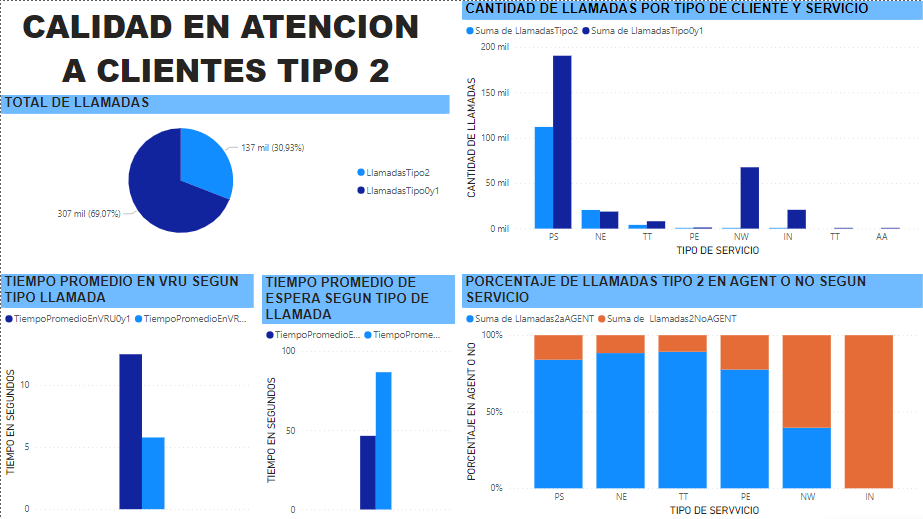 CALIDAD EN ATENCION
A CLIENTES TIPO 2
TOTAL DE LLAMADAS
137 mil (30,93%)
307 mil (69,07%)
LlamadasTipo2
LlamadasTipo0y1
CANTIDAD DE LLAMADAS POR TIPO DE CLIENTE Y SERVICIO
Suma de LlamadasTipo2 Suma de LlamadasTipo0y1
CANTIDAD DE LLAMADAS
200 mil
150 mil
100 mil
50 mil
0 mil
PS NE TT PE NW IN TT AA
TIPO DE SERVICIO
TIEMPO PROMEDIO EN VRU SEGUN
TIPO LLAMADA
TiempoPromedioEnVRU0y1 TiempoPromedioEnVR...
TIEMPO EN SEGUNDOS
10
5
0
TIEMPO PROMEDIO DE
ESPERA SEGUN TIPO DE
LLAMADA
TiempoPromedioE... TiempoProme...
TIEMPO EN SEGUNDOS
100
50
0
PORCENTAJE DE LLAMADAS TIPO 2 EN AGENT O NO SEGUN
SERVICIO
Suma de Llamadas2aAGENT Suma de Llamadas2NoAGENT
PORCENTAJE EN AGENT O NO
100%
50%
0%
PS NE TT PE NW IN
TIPO DE SERVVICIO